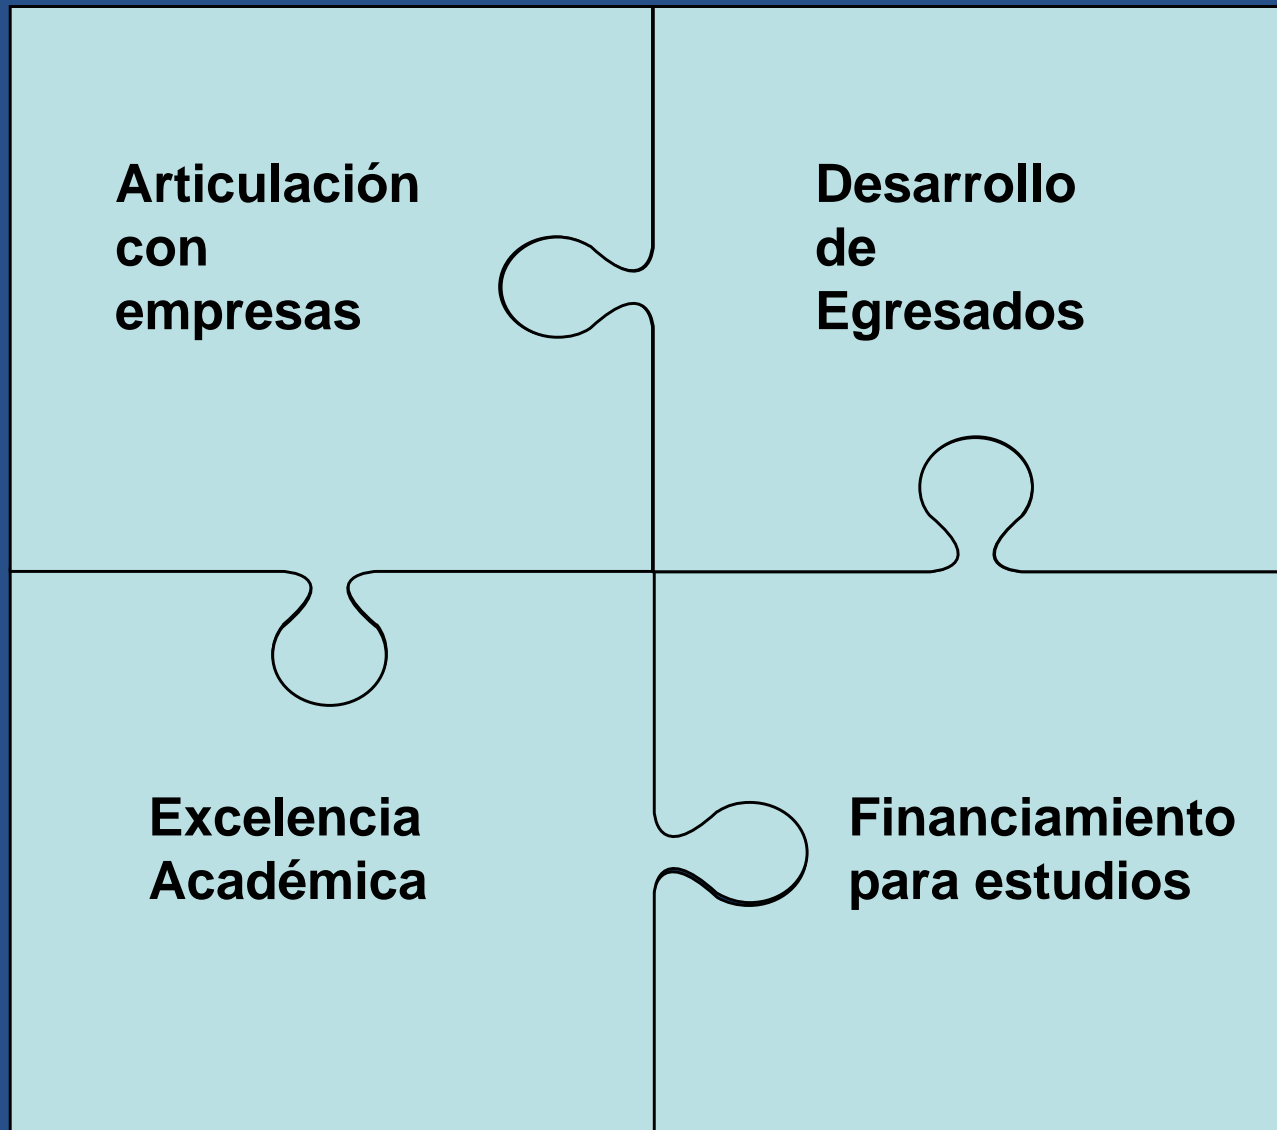 Articulación
con
empresas
Desarrollo
de
Egresados
Excelencia
Académica
Financiamiento
para estudios